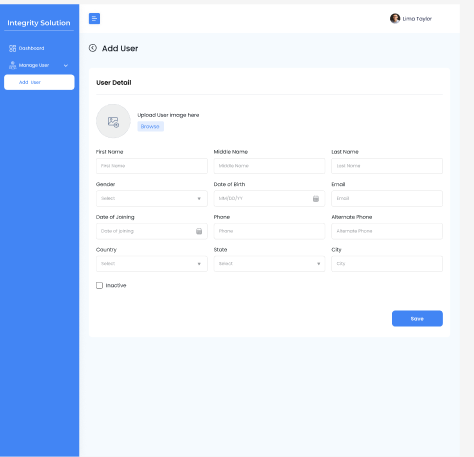 Integrity Solution
Lima Taylor
Dashboard
Manage User
Add User
Add User
User Detail
Upload User image here
Browse
First Name
Middle Name
Last Name
First Name
Middle Name
Last Name
Gender
Date of Birth
Email
Select
MM/DD/YY
Email
Date of Joining
Phone
Alternate Phone
Date of joining
Phone
Alternate Phone
Country
State
City
Select
Select
City
Inactive
Save